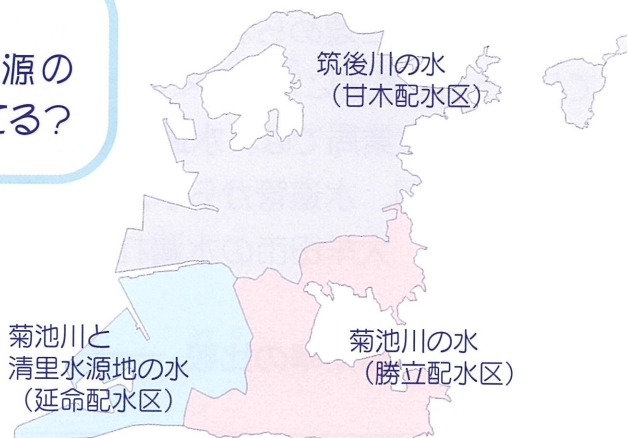 源の
てる？
筑後川の水
（甘木配水区）
菊池川と
清里水源地の水
（延命配水区）
菊池川の水
（勝立配水区）